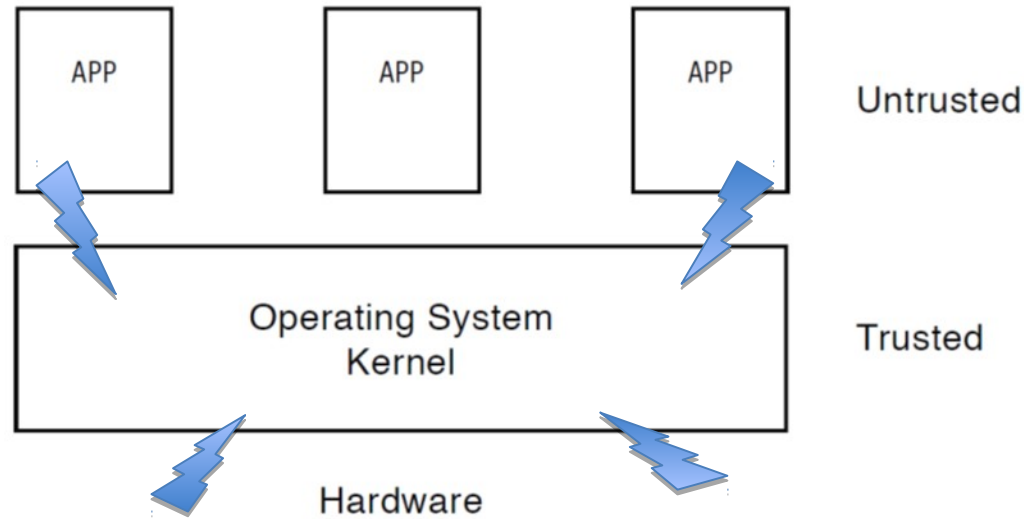 APP
APP
APP
Untrusted
Operating System
Kernel
Trusted
Hardware